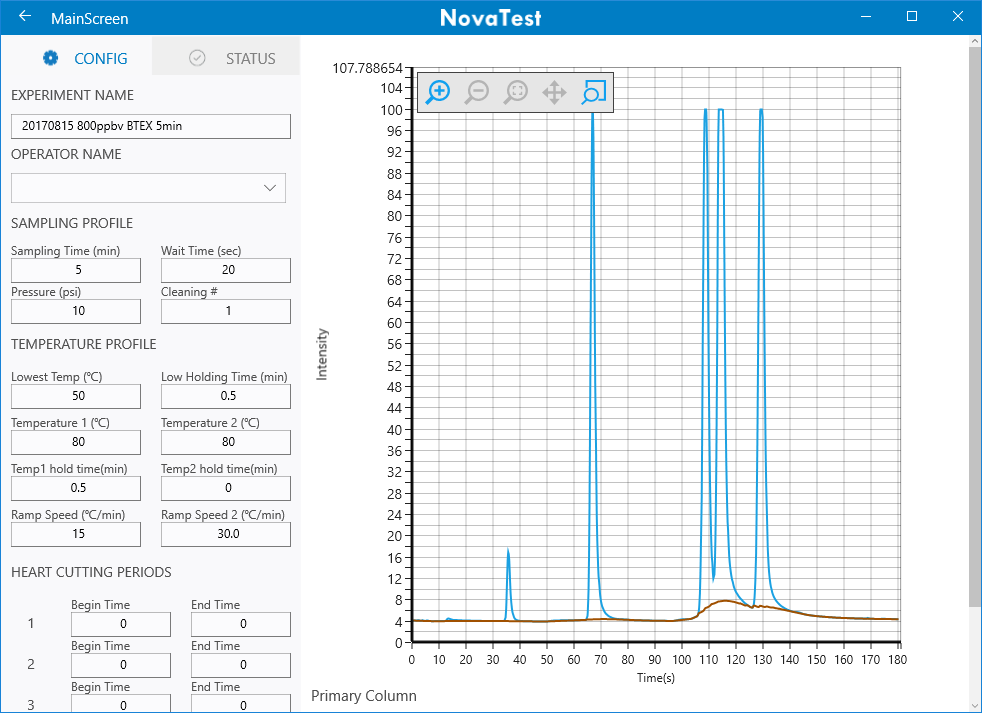 MainScreen
NovaTest
CONFIG
STATUS
EXPERIMENT NAME
20170815 800ppbv BTEX 5min
OPERATOR NAME
SAMPLING PROFILE
Sampling Time (min)
Wait Time (sec)
5
20
Pressure (psi)
Cleaning #
10
1
TEMPERATURE PROFILE
Lowest Temp (℃)
Low Holding Time (min)
50
0.5
Temperature 1 (℃)
Temperature 2 (℃)
80
80
Temp1 hold time(min)
Temp2 hold time(min)
0.5
0
Ramp Speed (℃/min)
Ramp Speed 2 (℃/min)
15
30.0
HEART CUTTING PERIODS
Begin Time
End Time
1
0
0
Begin Time
End Time
2
0
0
Begin Time
End Time
3
0
0
107.788654
104
100
96
92
88
84
80
76
72
68
64
60
56
52
48
44
40
36
32
28
24
20
16
12
8
4
0
Intensity
0 10 20 30 40 50 60 70 80 90 100 110 120 130 140 150 160 170 180
Time(s)
Primary Column